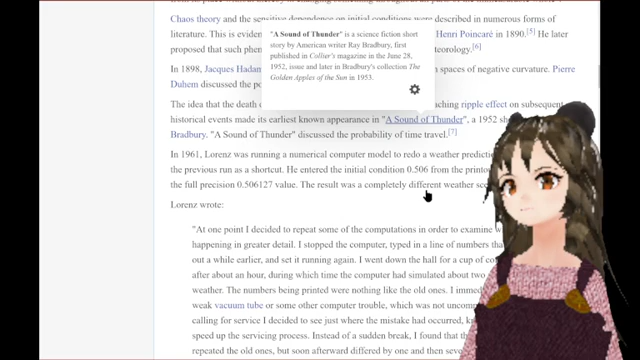 Chaos theory and the sensitive dependence on initial conditions were described in numerous forms of
literature. This is eviden
Henri Poincaré in 1890.[5] He later
proposed that such phen
teorology.[6]
"A Sound of Thunder" is a science fiction short
story by American writer Ray Bradbury, first
published in Collier's magazine in the June 28,
1952, issue and later in Bradbury's collection The
Golden Apples of the Sun in 1953.
In 1898, Jacques Hadam
n spaces of negative curvature. Pierre
Duhem discussed the po
The idea that the death o
aching ripple effect on subsequent
historical events made its earliest known appearance in "A Sound of Thunder", a 1952 sh
Bradbury. "A Sound of Thunder" discussed the probability of time travel.[7]
In 1961, Lorenz was running a numerical computer model to redo a weather predictio
the previous run as a shortcut. He entered the initial condition 0.506 from the printou
the full precision 0.506127 value. The result was a completely different weather sce
Lorenz wrote:
"At one point I decided to repeat some of the computations in order to examine w
happening in greater detail. I stopped the computer, typed in a line of numbers tha
out a while earlier, and set it running again. I went down the hall for a cup of co
after about an hour, during which time the computer had simulated about two
weather. The numbers being printed were nothing like the old ones. I immed
weak vacuum tube or some other computer trouble, which was not uncomm
calling for service I decided to see just where the mistake had occurred, kn
speed up the servicing process. Instead of a sudden break, I found that th
repeated the old ones, but soon afterward differed by one and then seve